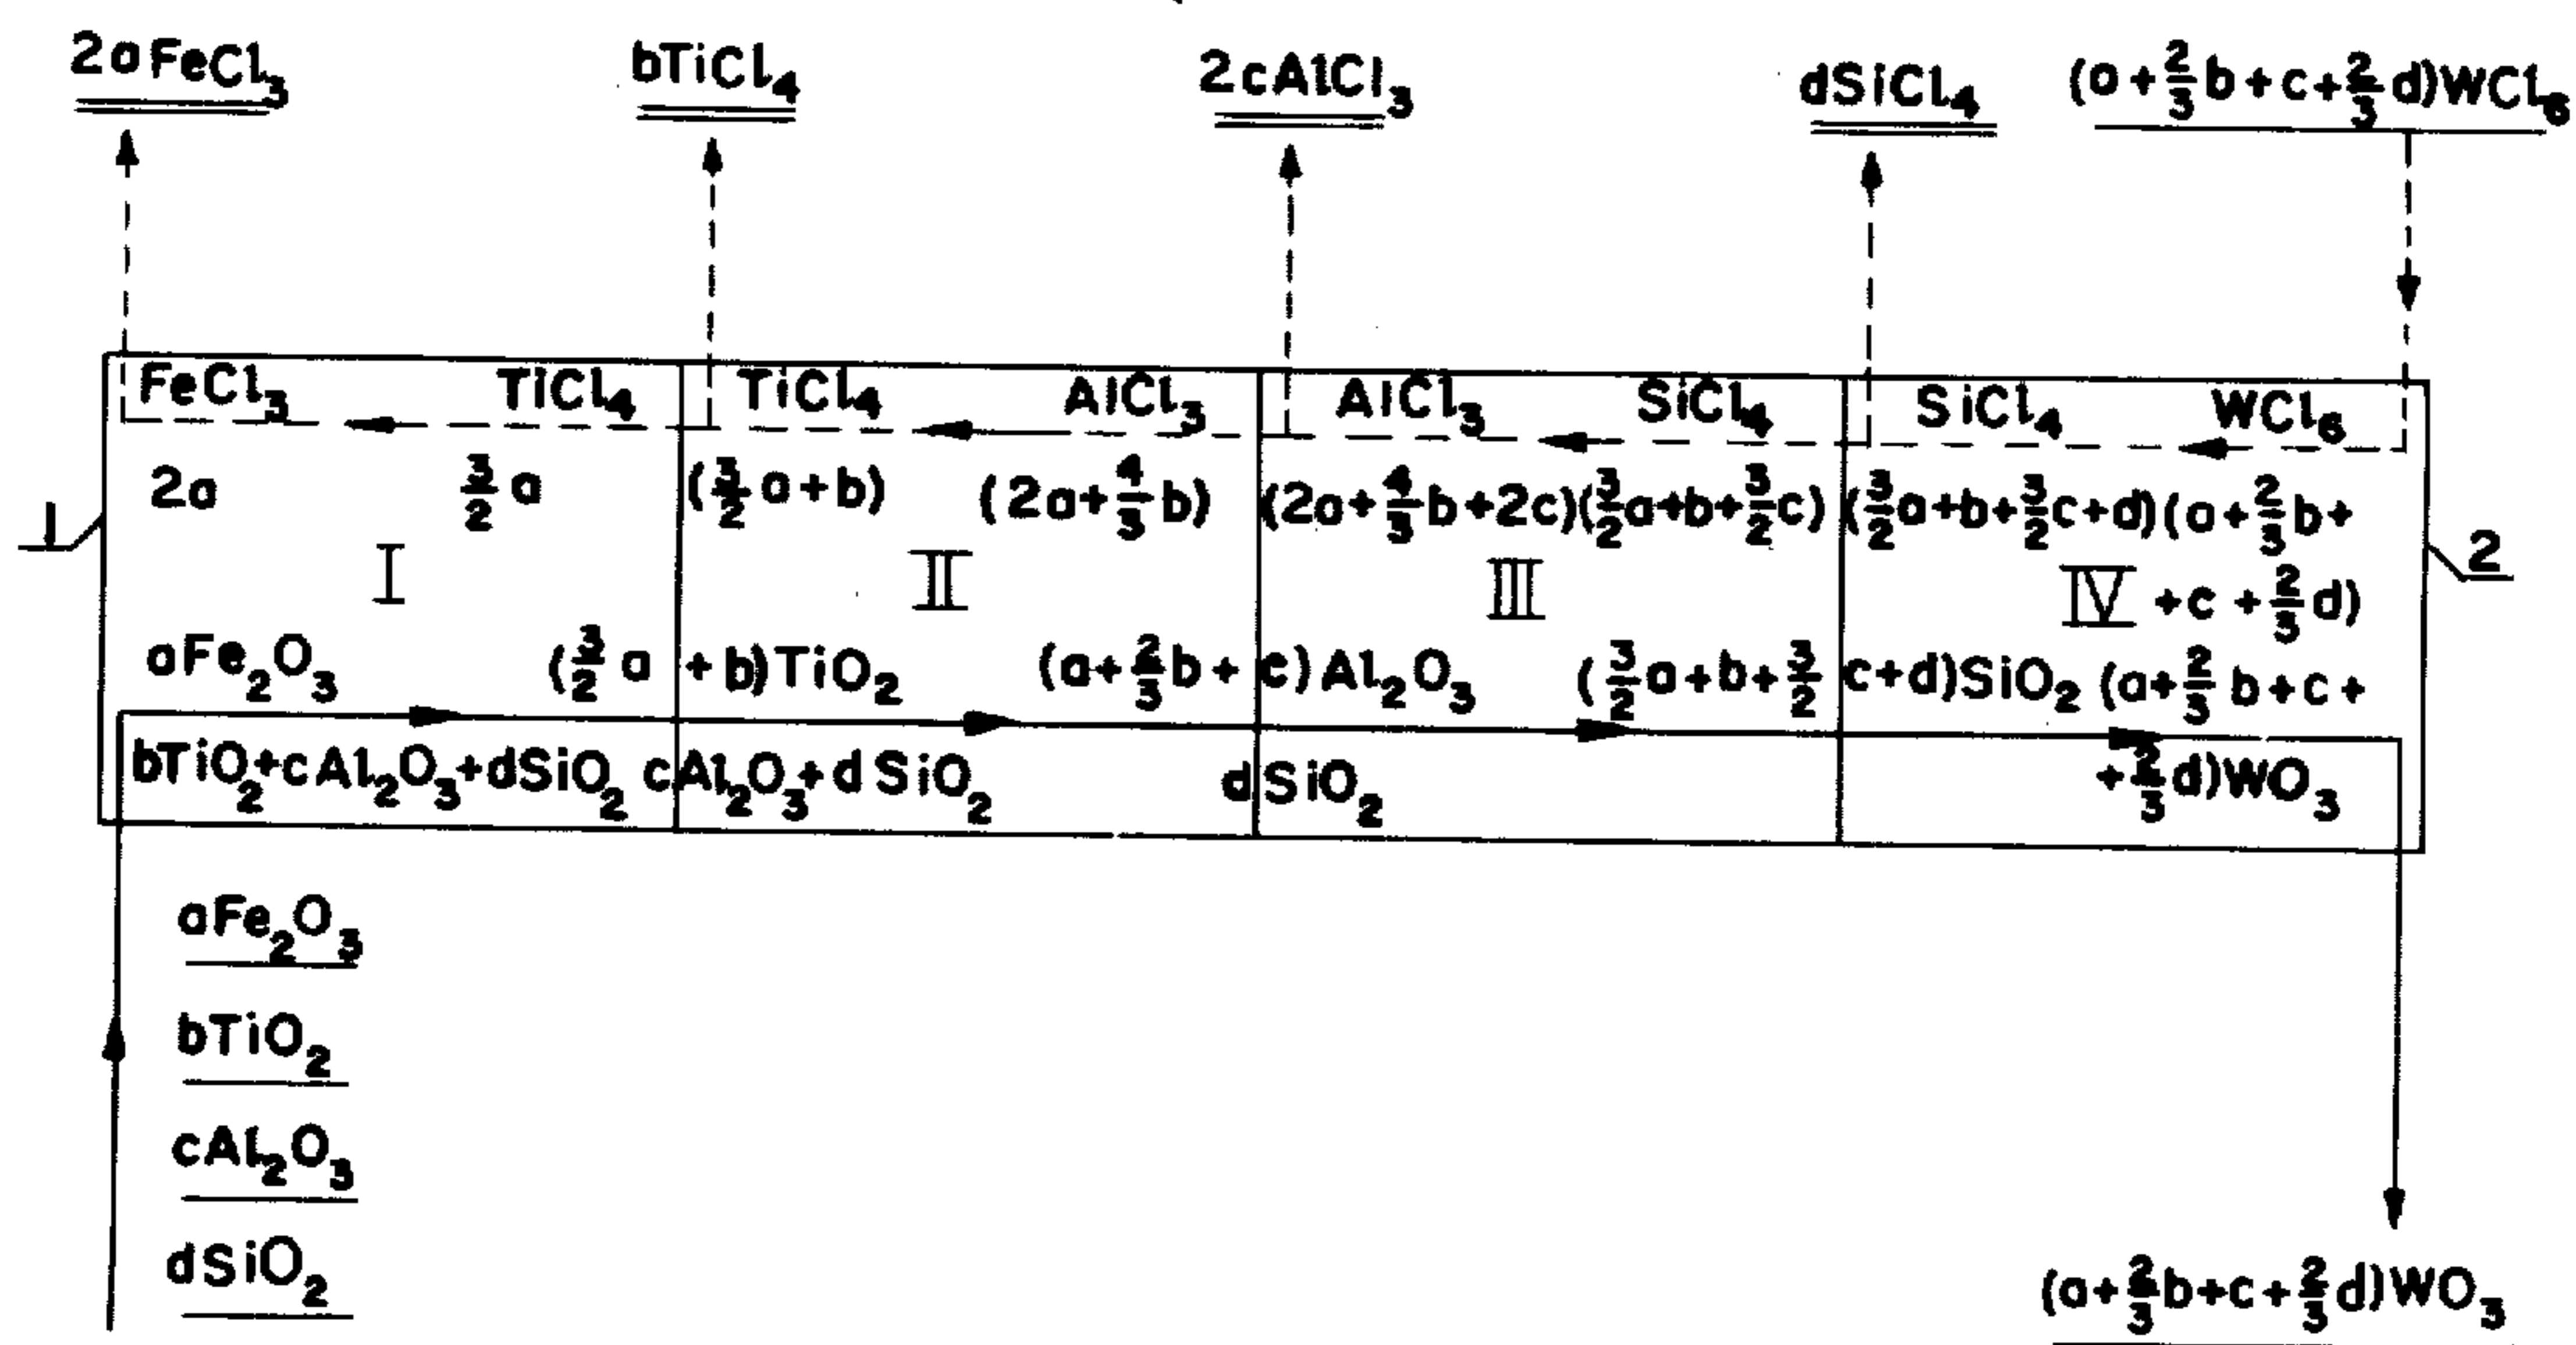 2aFeCl₃ bTiCl₄ 2cAlCl₃ dSiCl₄ (a+2/3b+c+2/3d)WCl₆
FeCl₃ TiCl₄ TiCl₄ AlCl₃ AlCl₃ SiCl₄ SiCl₄ WCl₆
2a 3/2a (3/2a+b) (2a+4/3b) (2a+4/3b+2c)(3/2a+b+3/2c) (3/2a+b+3/2c+d)(a+2/3b+
1 I II III IV +c+2/3d) 2
aFe₂O₃ (3/2a+b)TiO₂ (a+2/3b+c)Al₂O₃ (3/2a+b+3/2c+d)SiO₂ (a+2/3b+c+
bTiO₂+cAl₂O₃+dSiO₂ cAl₂O₃+dSiO₂ dSiO₂ +2/3d)WO₃
aFe₂O₃
bTiO₂
cAl₂O₃
dSiO₂
(a+2/3b+c+2/3d)WO₃